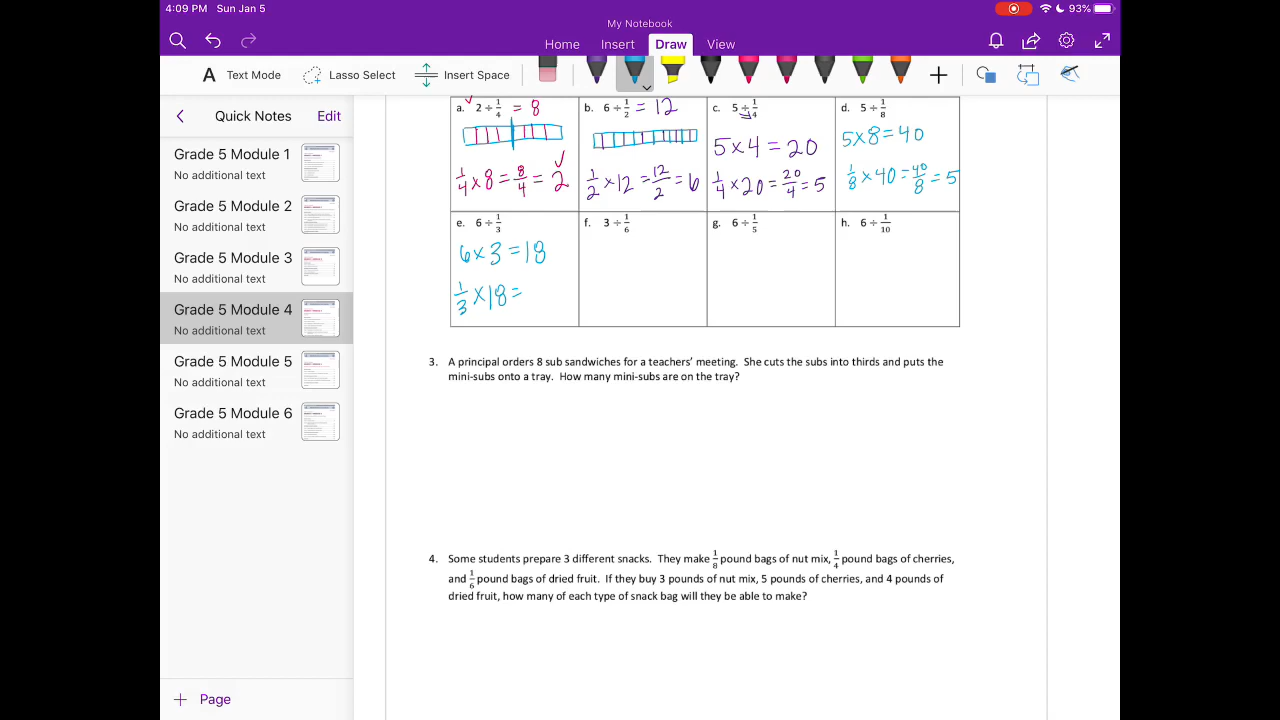 4:09 PM Sun Jan 5
93%
My Notebook
Home Insert Draw View
Text Mode Lasso Select Insert Space
Quick Notes Edit
Grade 5 Module 1
No additional text
Grade 5 Module 2
No additional text
Grade 5 Module 3
No additional text
Grade 5 Module 4
No additional text
Grade 5 Module 5
No additional text
Grade 5 Module 6
No additional text
Page
a. 2 ÷ 1/4 = 8
1/4 × 8 = 8/4 = 2
b. 6 ÷ 1/2 = 12
1/2 × 12 = 12/2 = 6
c. 5 ÷ 1/4
5 × 4 = 20
1/4 × 20 = 20/4 = 5
d. 5 ÷ 1/8
5 × 8 = 40
1/8 × 40 = 40/8 = 5
e. 6 ÷ 1/3
6 × 3 = 18
1/3 × 18 =
f. 3 ÷ 1/6
g. 6 ÷ 1/5
h. 6 ÷ 1/10
3. A principal orders 8 sub sandwiches for a teachers' meeting. She cuts the subs into thirds and puts the
mini-subs onto a tray. How many mini-subs are on the tray?
4. Some students prepare 3 different snacks. They make 1/8 pound bags of nut mix, 1/4 pound bags of cherries,
and 1/6 pound bags of dried fruit. If they buy 3 pounds of nut mix, 5 pounds of cherries, and 4 pounds of
dried fruit, how many of each type of snack bag will they be able to make?